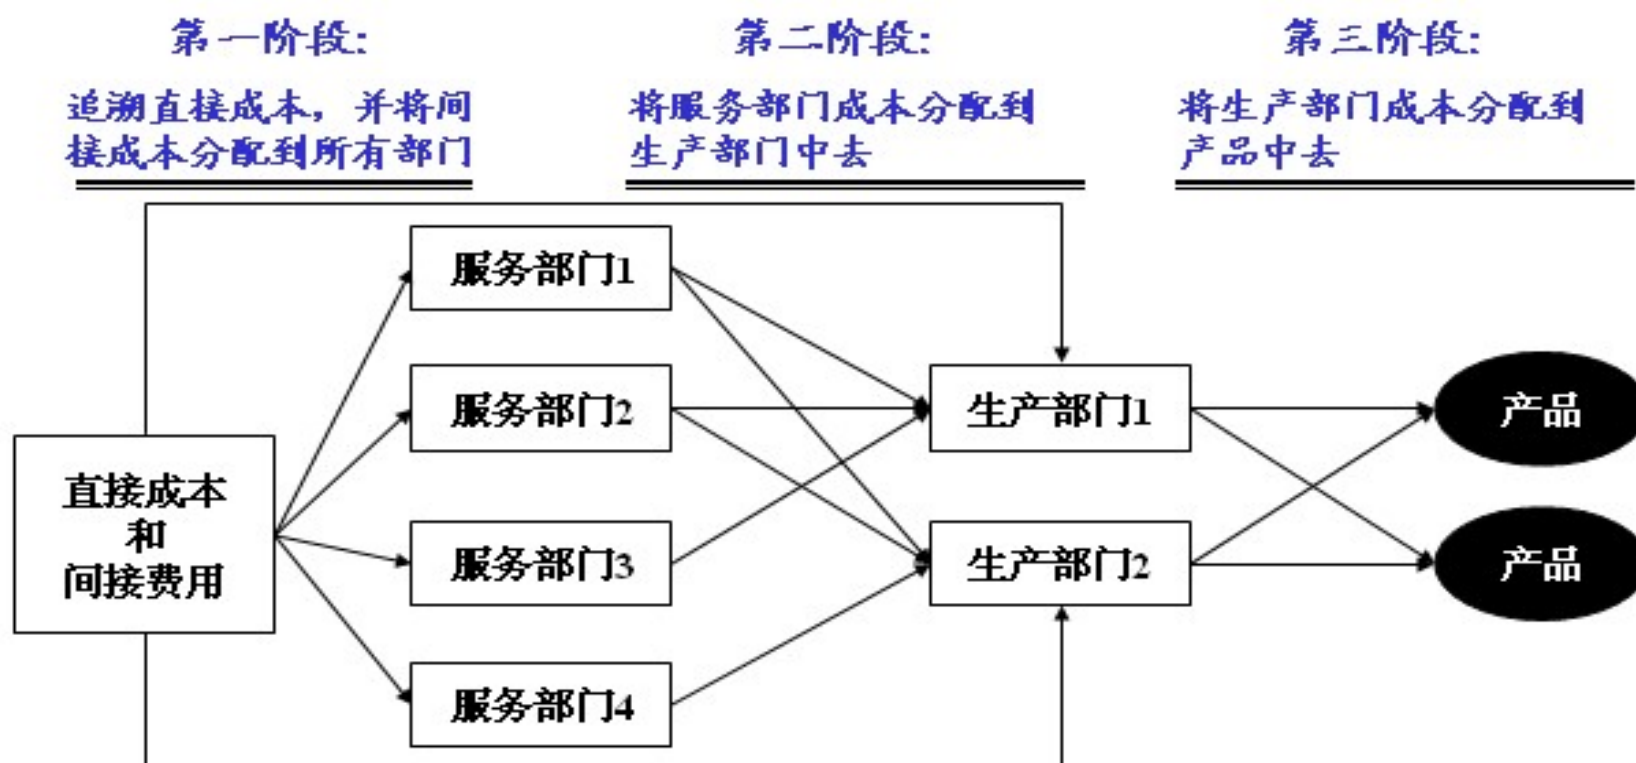 第一阶段:
追溯直接成本，并将间
接成本分配到所有部门
第二阶段:
将服务部门成本分配到
生产部门中去
第三阶段:
将生产部门成本分配到
产品中去
直接成本
和
间接费用
服务部门1
服务部门2
服务部门3
服务部门4
生产部门1
生产部门2
产品
产品